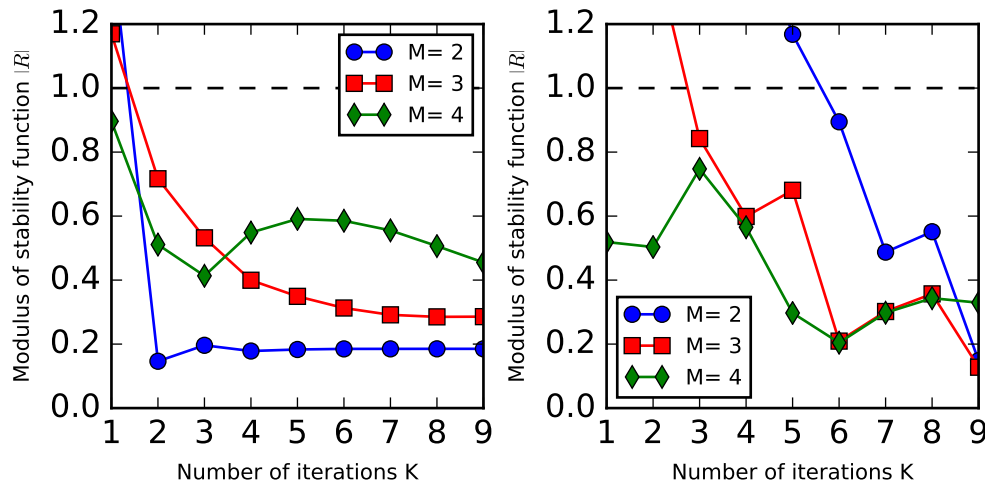 1.2
1.0
0.8
0.6
0.4
0.2
0.0
Modulus of stability function |R|
M= 2
M= 3
M= 4
1 2 3 4 5 6 7 8 9
Number of iterations K
1.2
1.0
0.8
0.6
0.4
0.2
0.0
Modulus of stability function |R|
M= 2
M= 3
M= 4
1 2 3 4 5 6 7 8 9
Number of iterations K